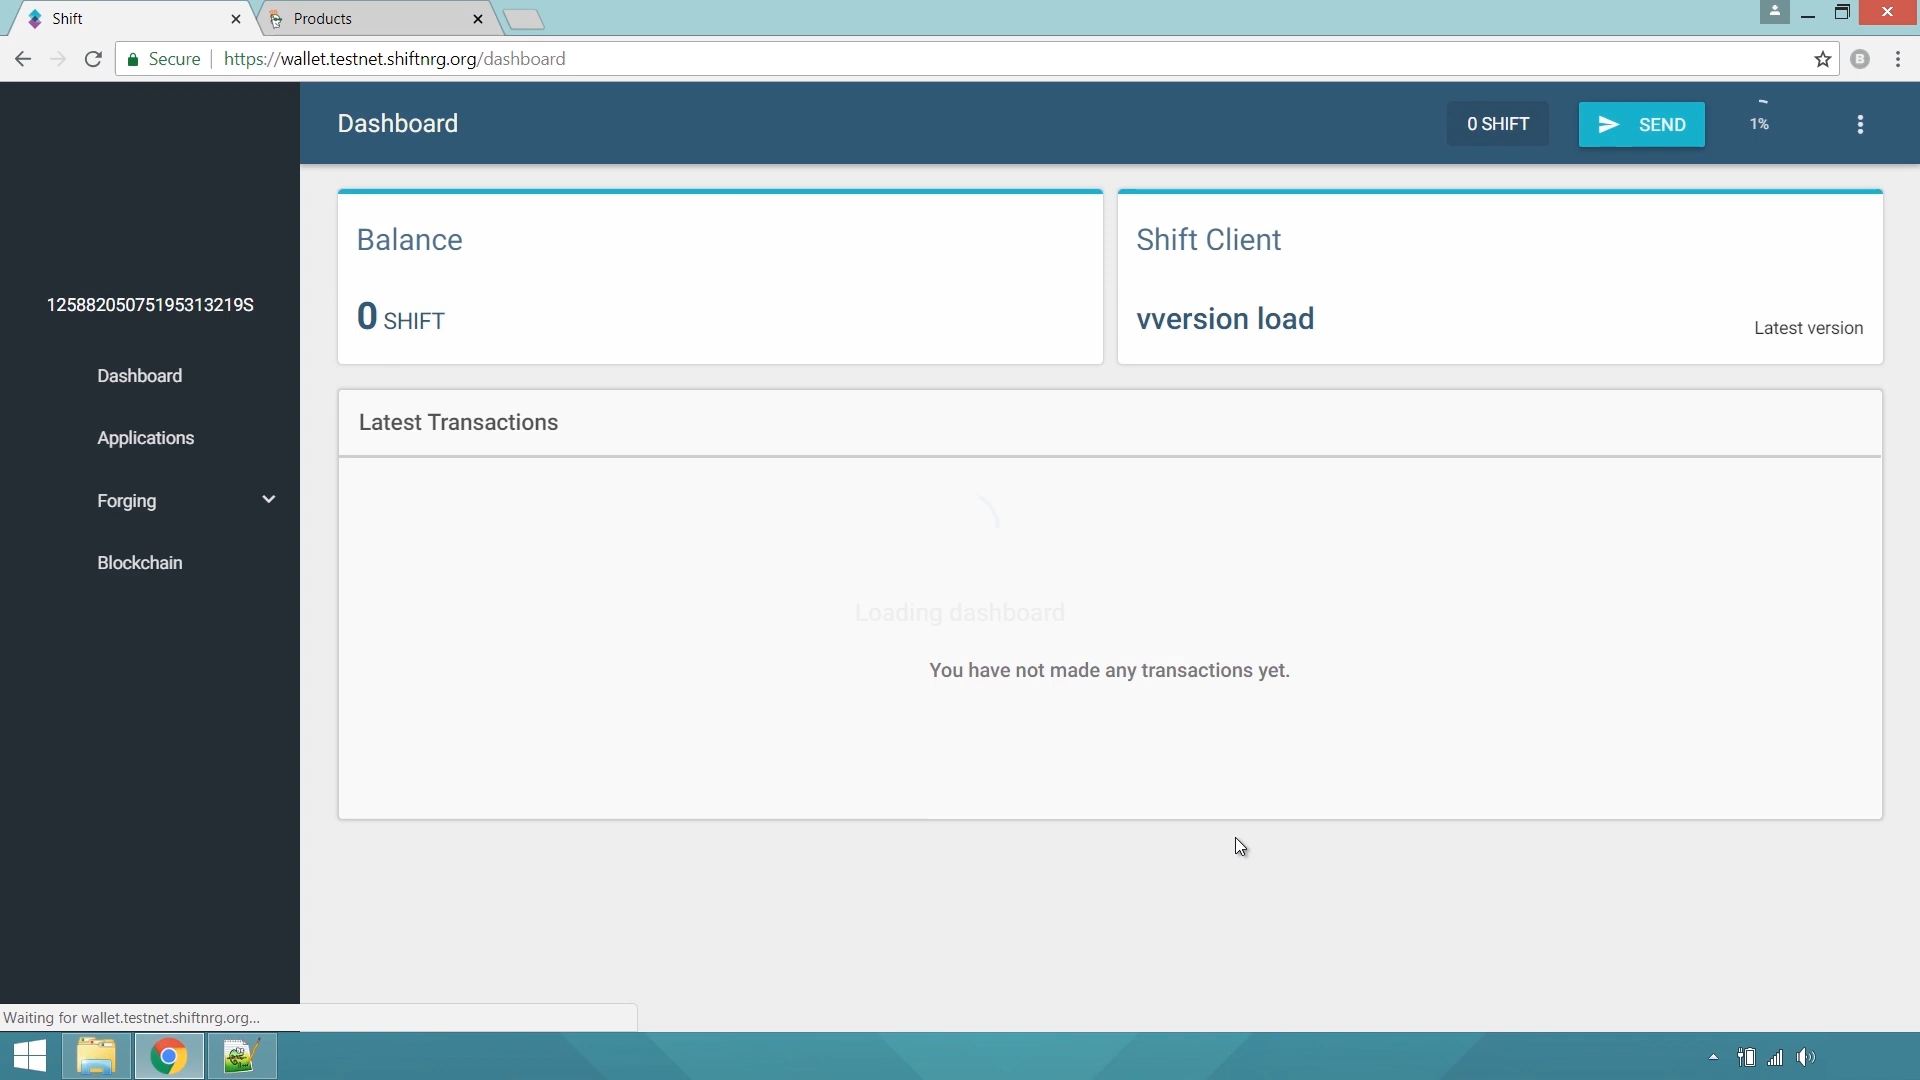 Shift
Products
Secure
https://wallet.testnet.shiftnrg.org/dashboard
B
Dashboard
0 SHIFT
SEND
1%
12588205075195313219S
Dashboard
Applications
Forging
Blockchain
Balance
0 SHIFT
Shift Client
vversion load
Latest version
Latest Transactions
Loading dashboard
You have not made any transactions yet.
Waiting for wallet.testnet.shiftnrg.org...